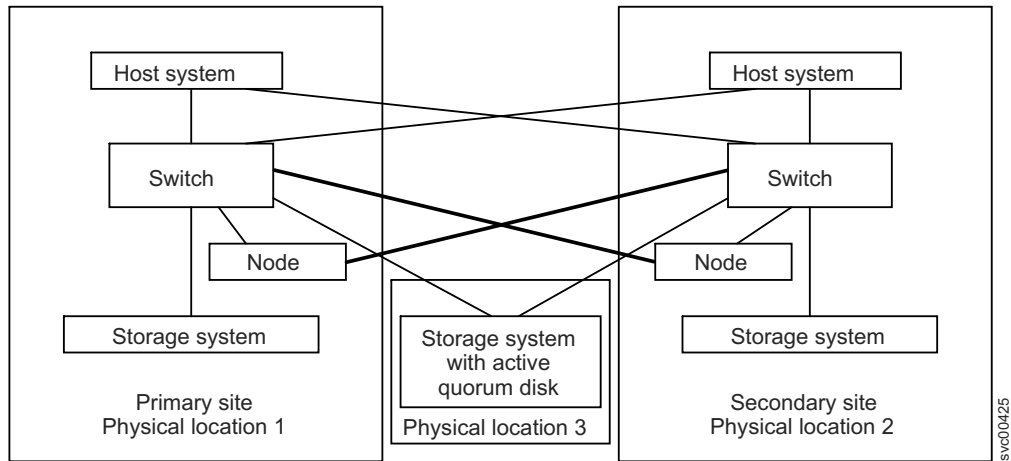 Host system
Host system
Switch
Switch
Node
Node
Storage system
Storage system
with active
quorum disk
Storage system
Primary site
Physical location 1
Physical location 3
Secondary site
Physical location 2
svc00425